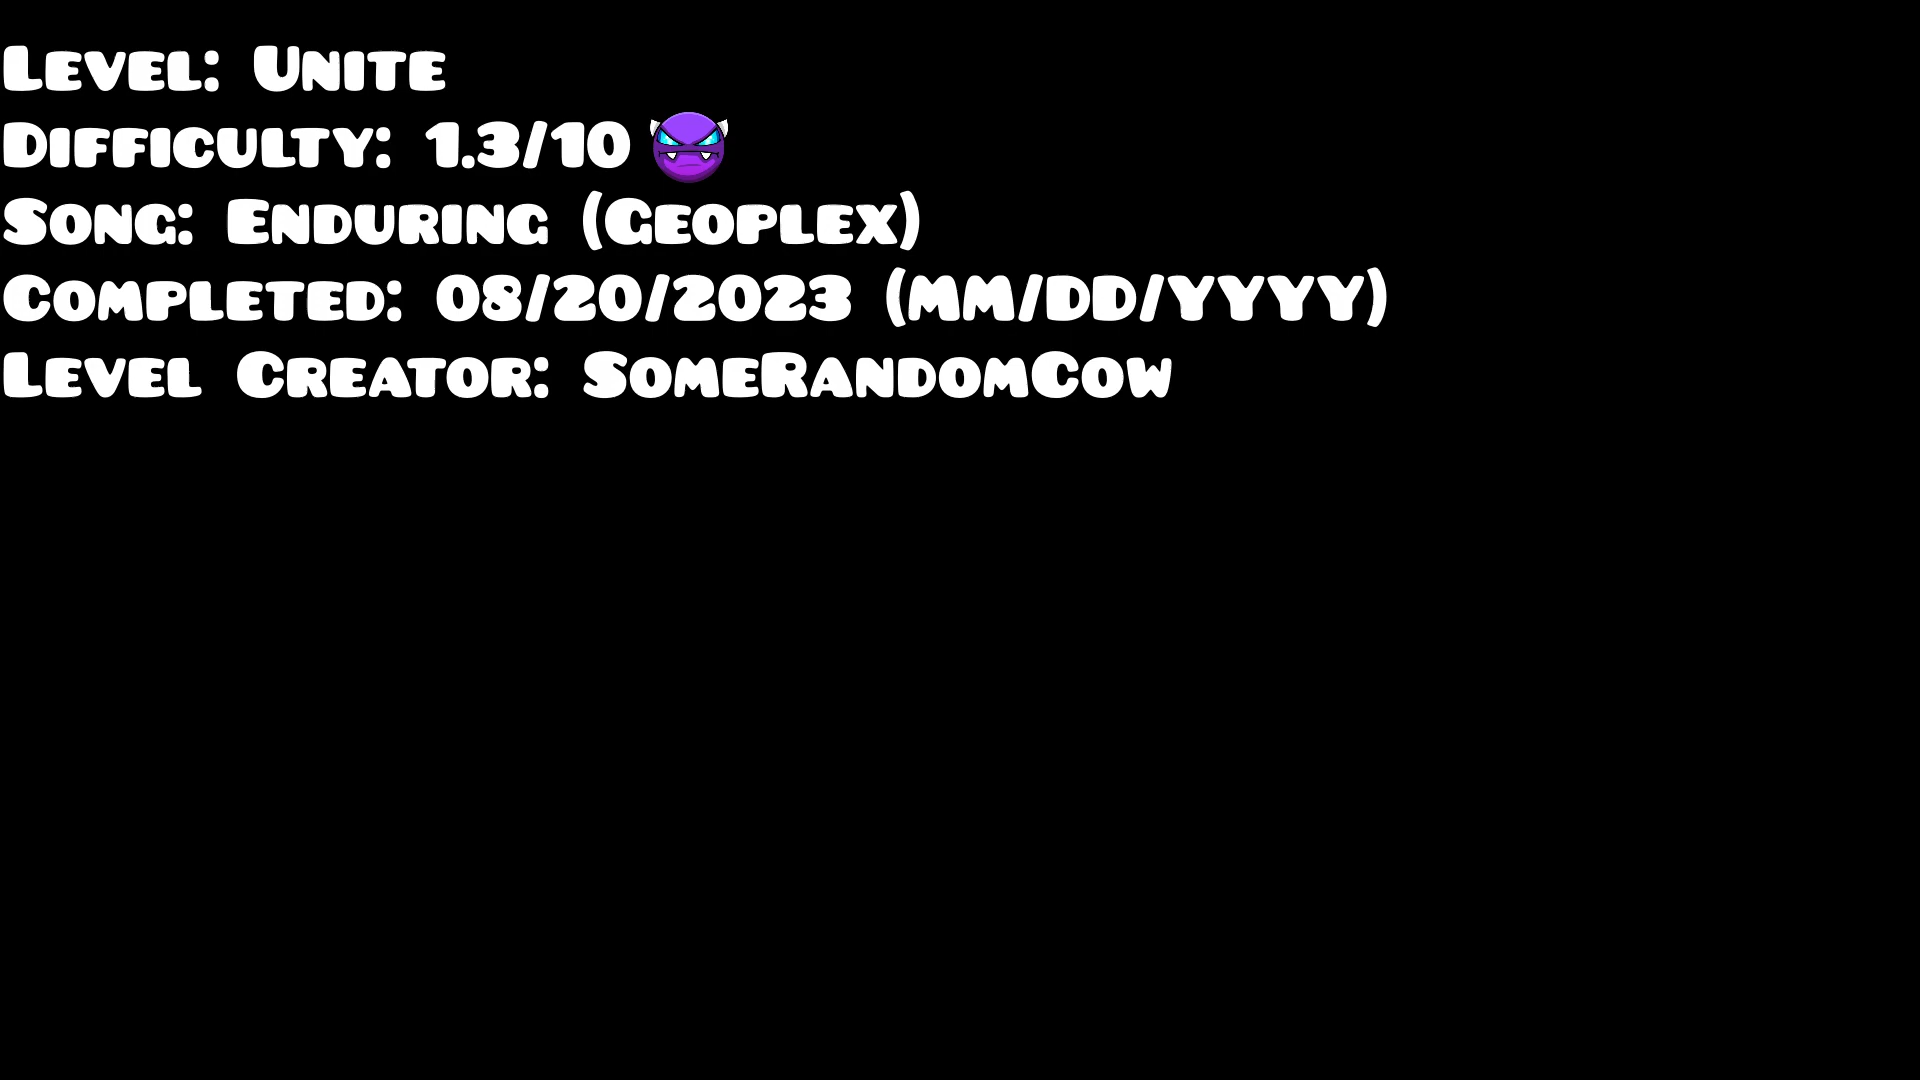 Level: Unite
Difficulty: 1.3/10
Song: Enduring (Geoplex)
Completed: 08/20/2023 (MM/DD/YYYY)
Level Creator: SomeRandomCow